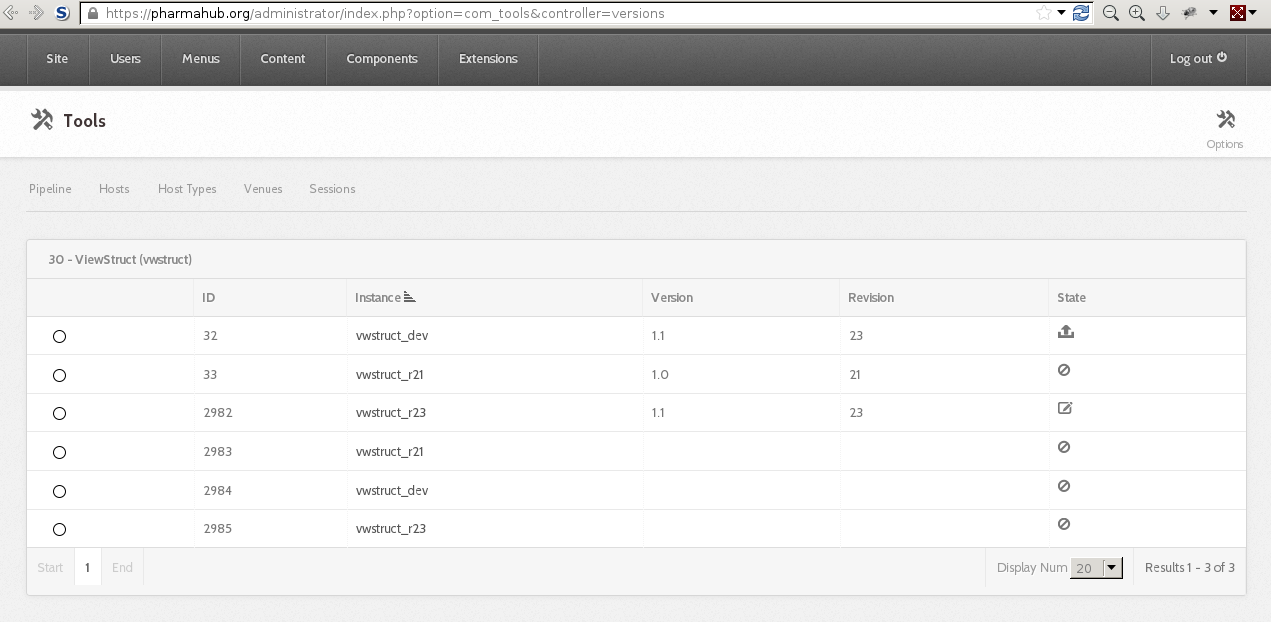 https://pharmahub.org/administrator/index.php?option=com_tools&controller=versions
Site Users Menus Content Components Extensions Log out
Tools
Options
Pipeline Hosts Host Types Venues Sessions
30 - ViewStruct (vwstruct)
ID Instance Version Revision State
32 vwstruct_dev 1.1 23
33 vwstruct_r21 1.0 21
2982 vwstruct_r23 1.1 23
2983 vwstruct_r21
2984 vwstruct_dev
2985 vwstruct_r23
Start 1 End Display Num 20 Results 1 - 3 of 3